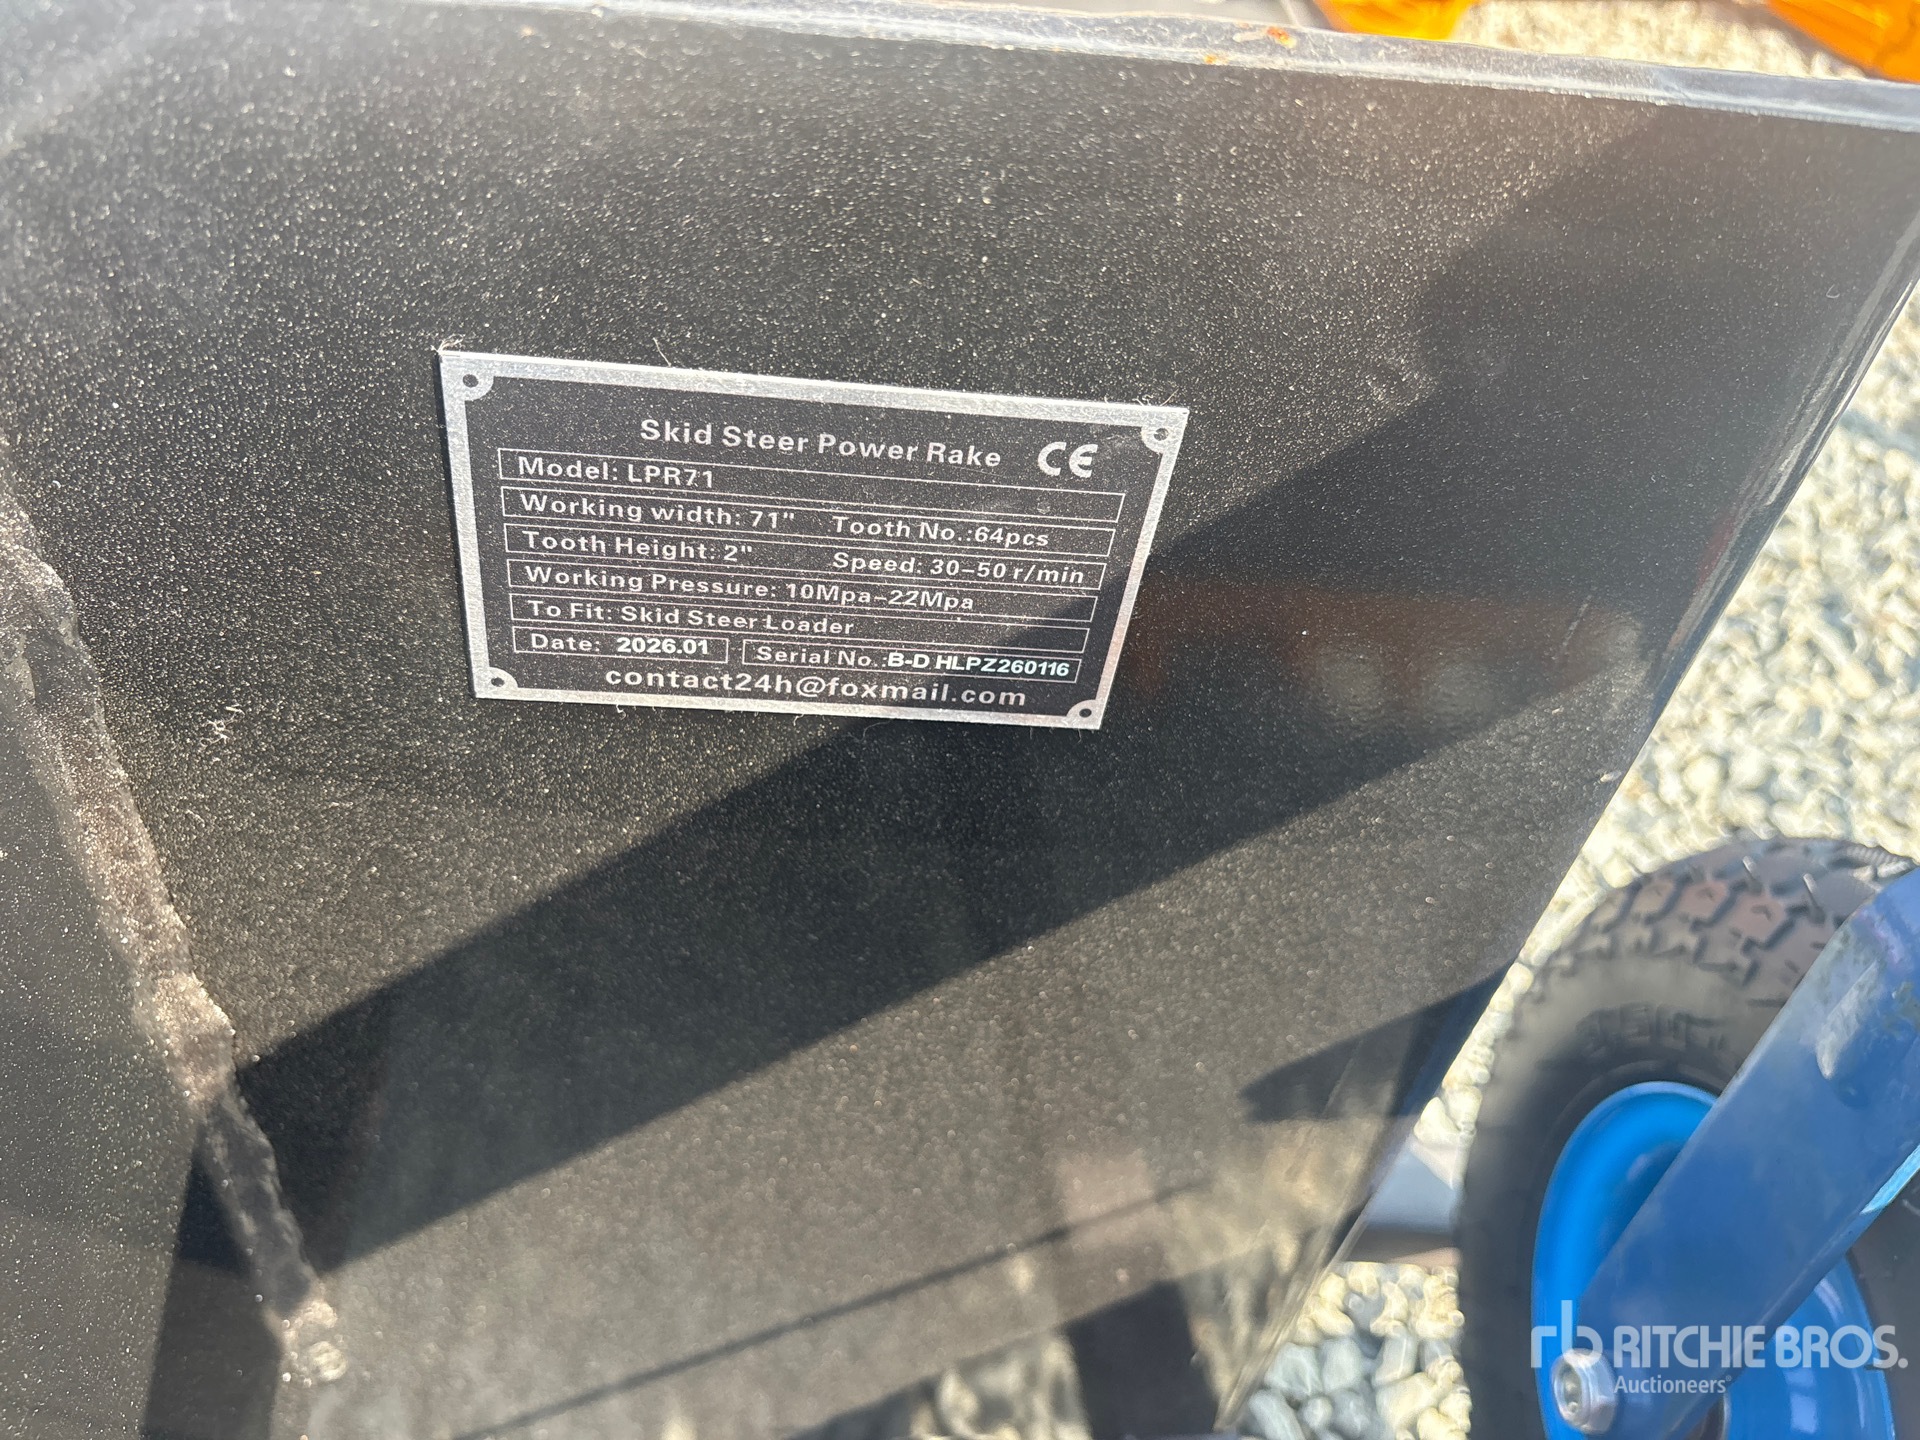 Skid Steer Power Rake CE
Model: LPR71
Working width: 71" Tooth No.:64pcs
Tooth Height: 2" Speed: 30-50 r/min
Working Pressure: 10Mpa-22Mpa
To Fit: Skid Steer Loader
Date: 2026.01 Serial No.:B-D HLPZ260116
contact24h@foxmail.com
rb RITCHIE BROS.
Auctioneers